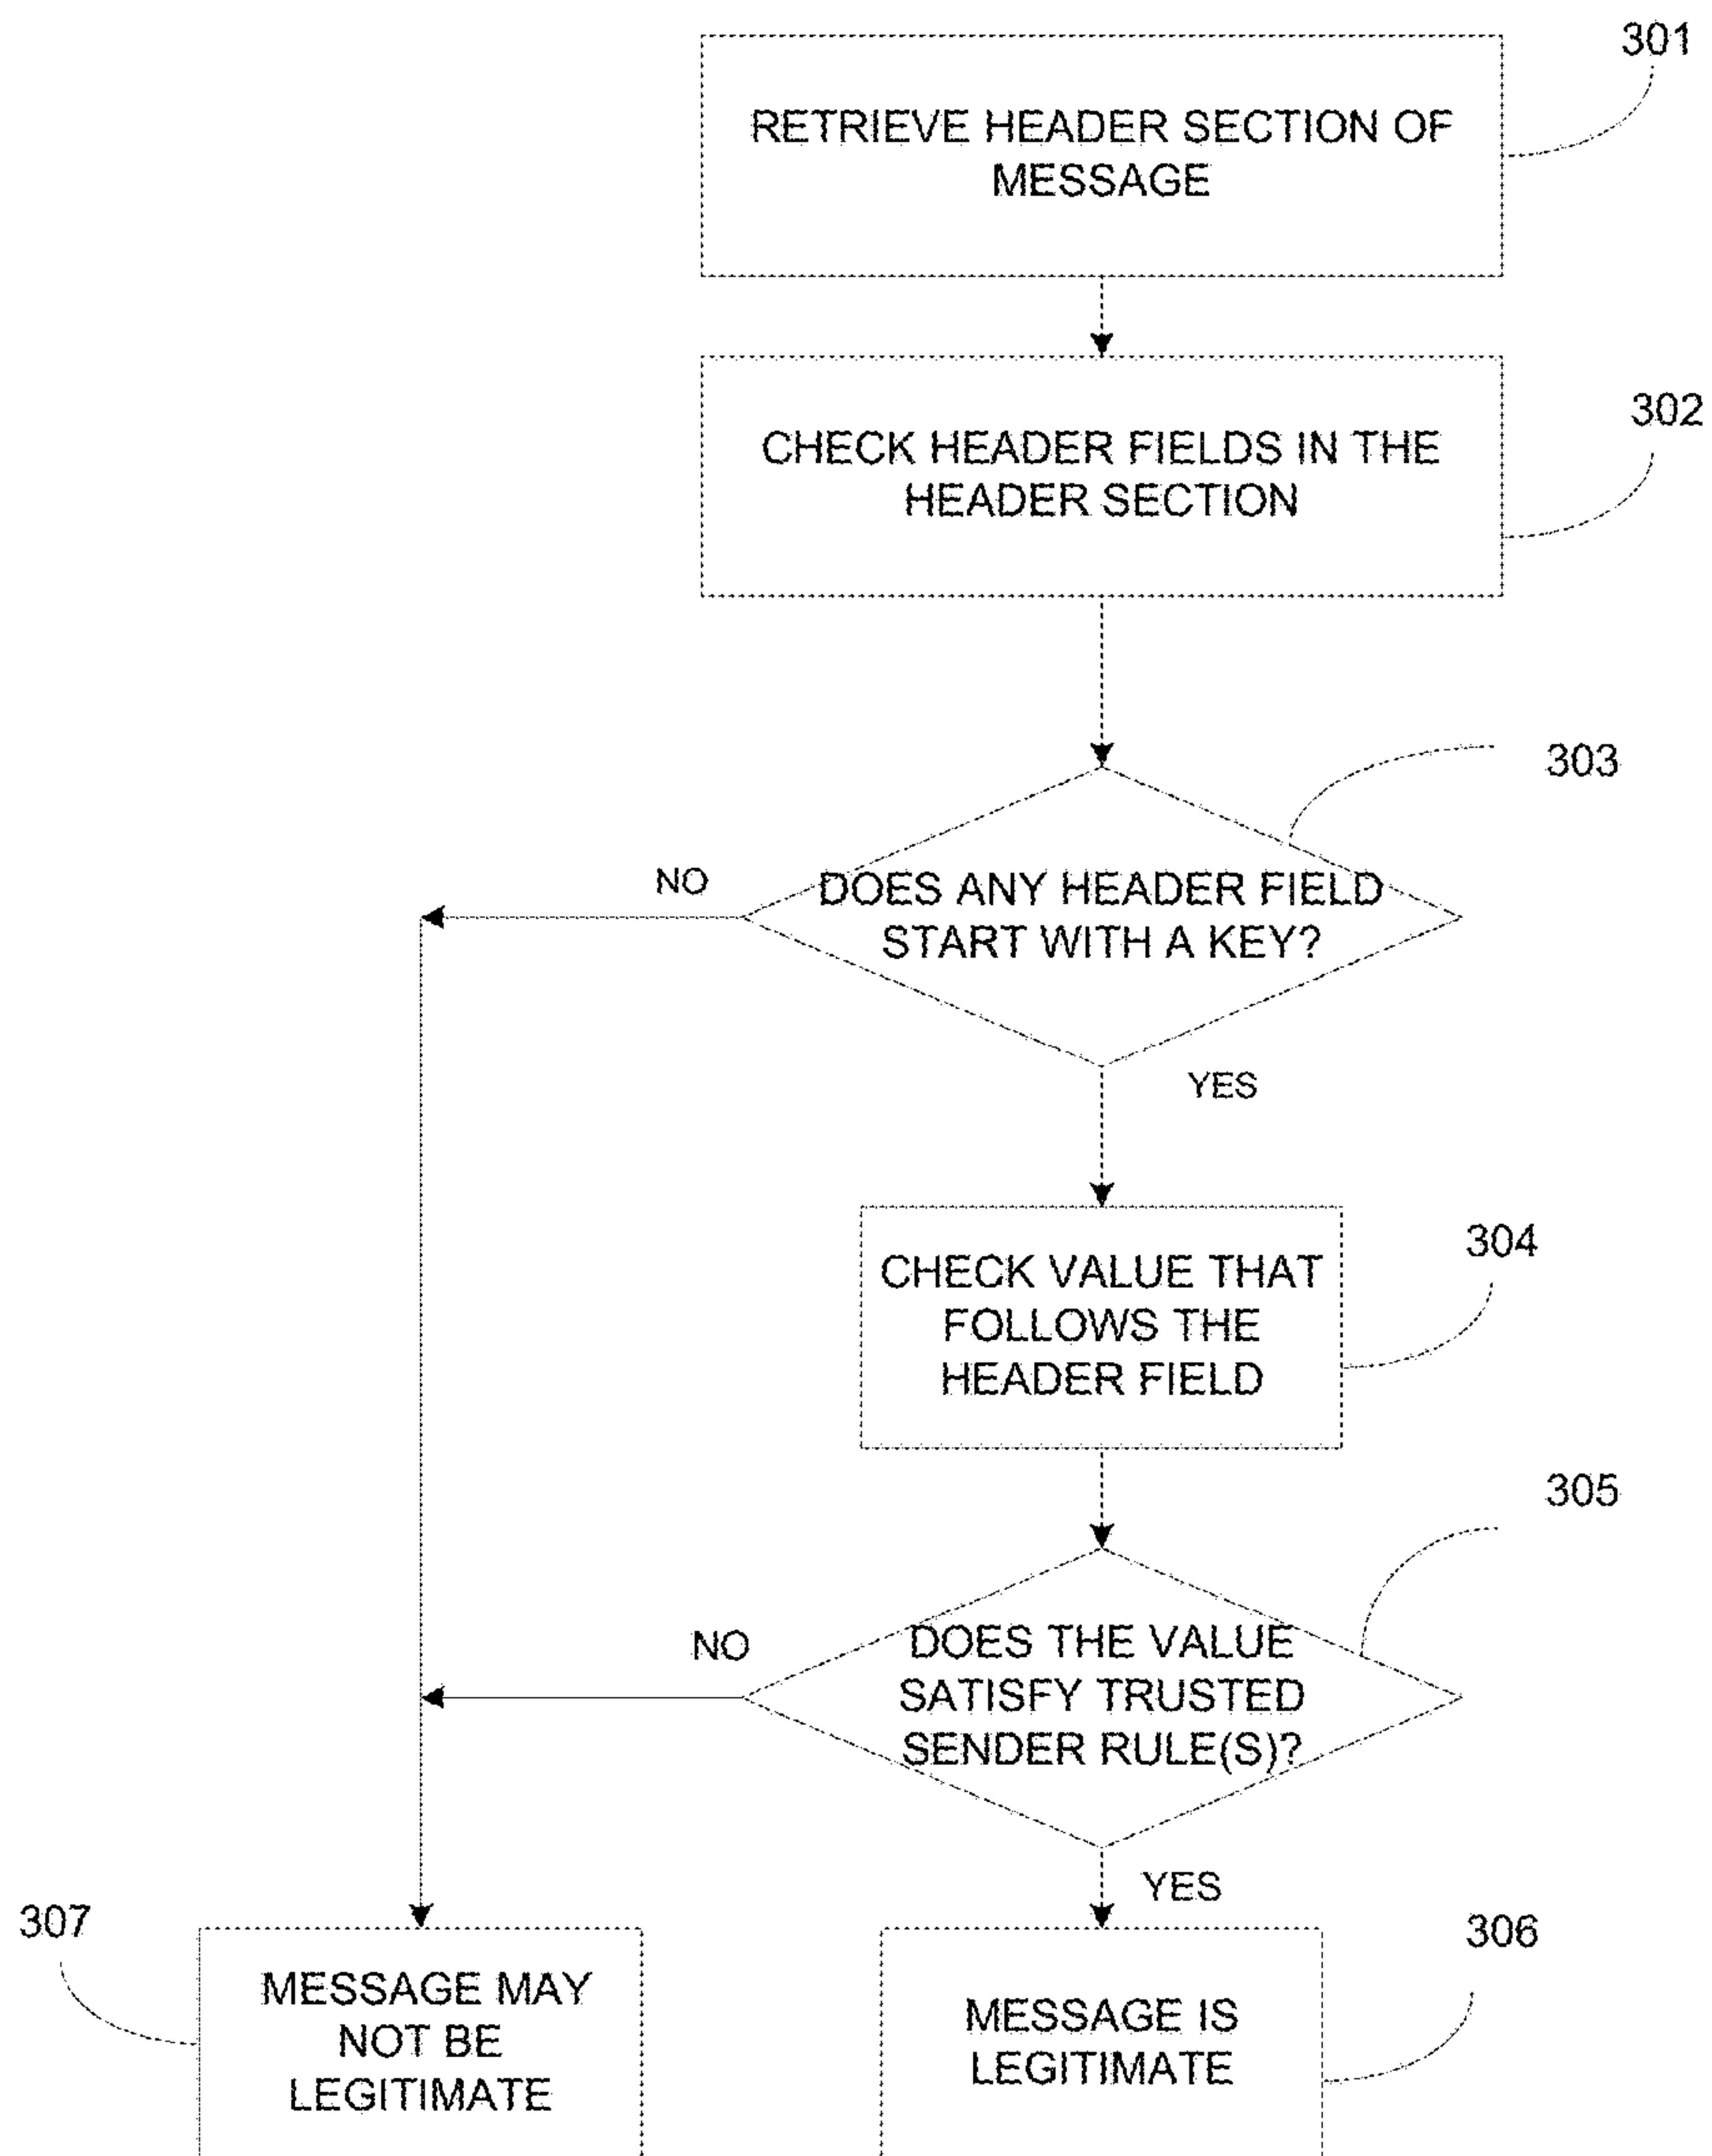 301
RETRIEVE HEADER SECTION OF
MESSAGE
302
CHECK HEADER FIELDS IN THE
HEADER SECTION
303
NO
DOES ANY HEADER FIELD
START WITH A KEY?
YES
304
CHECK VALUE THAT
FOLLOWS THE
HEADER FIELD
305
NO
DOES THE VALUE
SATISFY TRUSTED
SENDER RULE(S)?
YES
307
306
MESSAGE MAY
NOT BE
LEGITIMATE
MESSAGE IS
LEGITIMATE